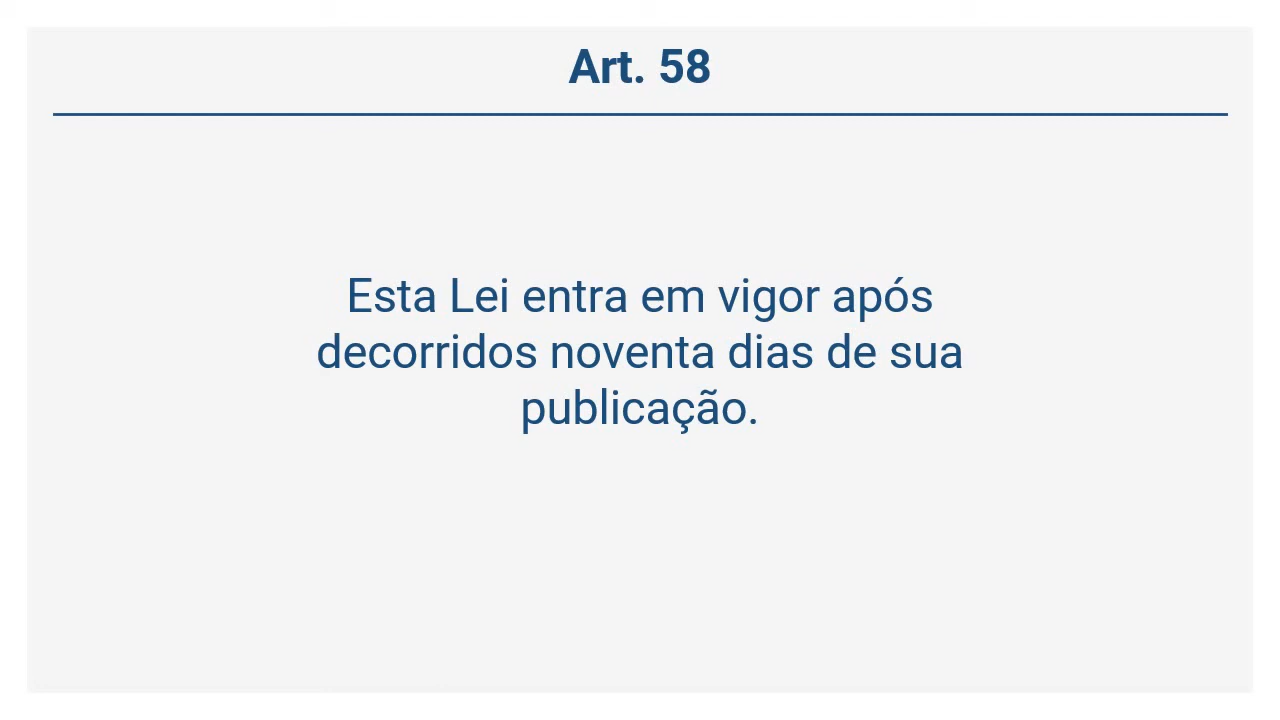 Art. 58
Esta Lei entra em vigor após
decorridos noventa dias de sua
publicação.